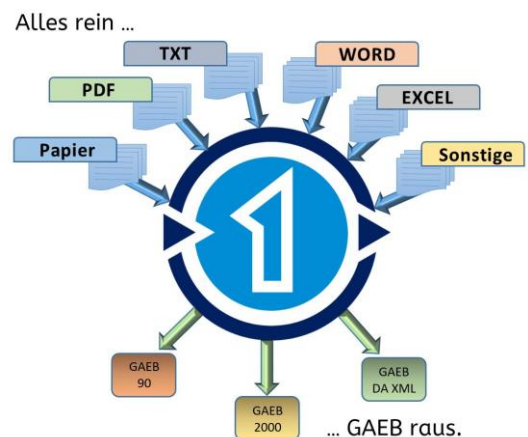 Alles rein ...
TXT
WORD
PDF
EXCEL
Papier
Sonstige
GAEB
90
GAEB
2000
GAEB
DA XML
... GAEB raus.